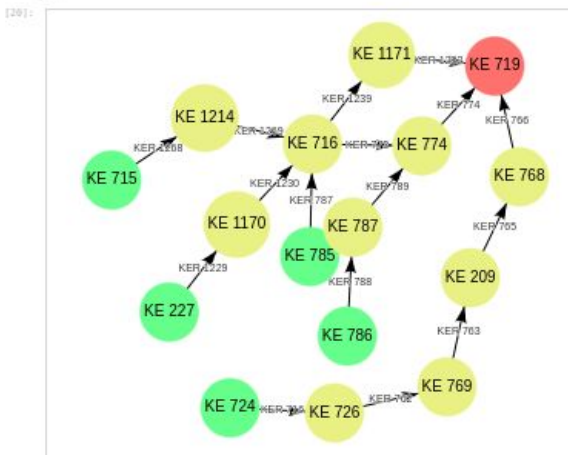 [20]:
KE 1171
KE 719
KER 1239
KER 774
KE 1214
KER 766
KE 716
KE 774
KER 1268
KE 715
KE 768
KER 1230
KER 789
KER 787
KE 1170
KE 787
KER 765
KE 785
KER 1229
KE 209
KER 788
KE 227
KER 763
KE 786
KE 769
KE 724
KE 726